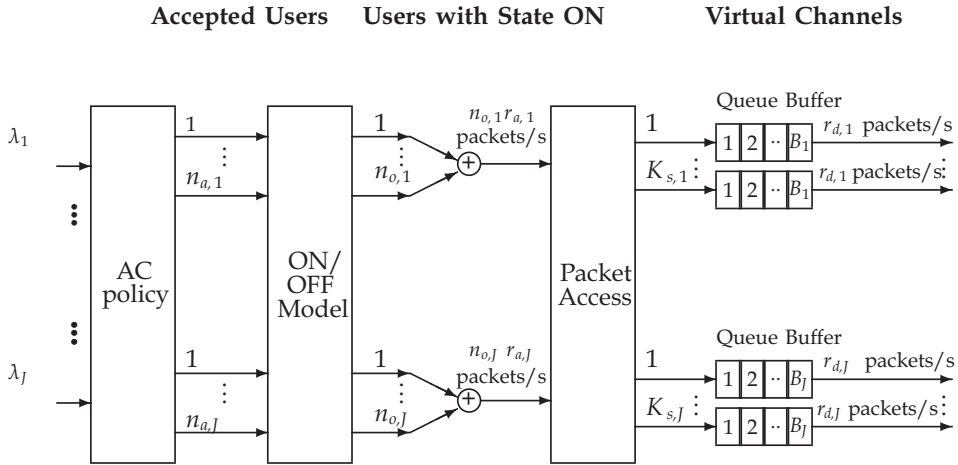 Accepted Users
Users with State ON
Virtual Channels
λ1
λJ
AC
policy
1
na, 1
1
na,J
ON/
OFF
Model
1
no, 1
1
no,J
no, 1 ra, 1
packets/s
no,J ra,J
packets/s
Packet
Access
1
Ks, 1
1
Ks,J
Queue Buffer
1 2 ·· B1
rd, 1 packets/s
1 2 ·· B1
rd, 1 packets/s
Queue Buffer
1 2 ·· BJ
rd,J packets/s
1 2 ·· BJ
rd,J packets/s